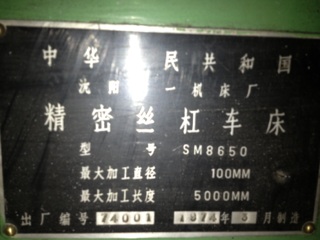 中华 民共和国
沈阳 一机床厂
精密丝杠车床
型号 SM8650
最大加工直径 100MM
最大加工长度 5000MM
出厂编号 74001 1974年3月制造